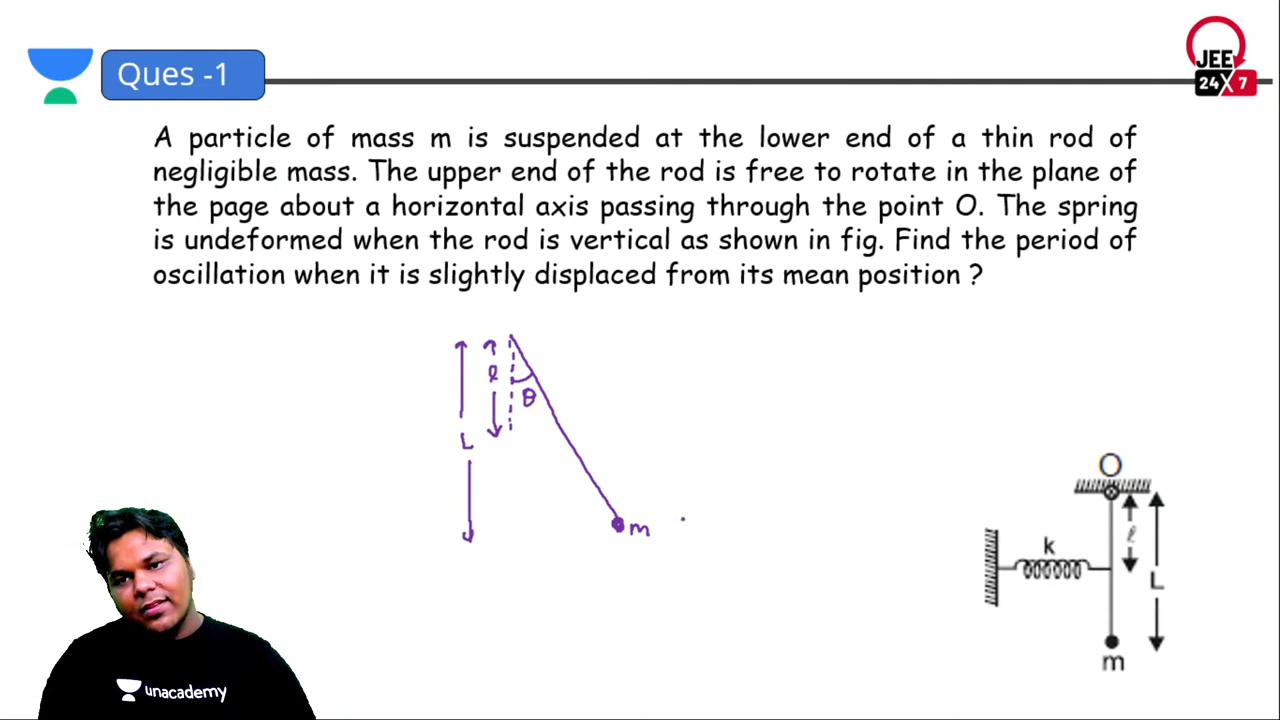 Ques -1
JEE
24X7
A particle of mass m is suspended at the lower end of a thin rod of
negligible mass. The upper end of the rod is free to rotate in the plane of
the page about a horizontal axis passing through the point O. The spring
is undeformed when the rod is vertical as shown in fig. Find the period of
oscillation when it is slightly displaced from its mean position ?
ℓ
θ
L
m
O
k
ℓ
L
m
unacademy